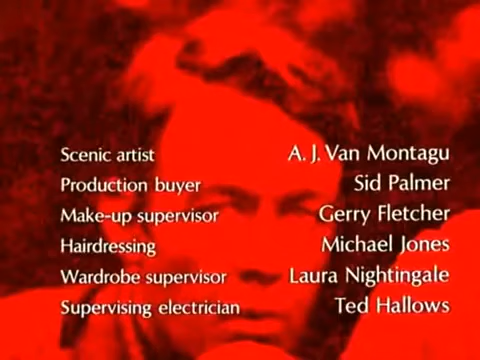 Scenic artist A. J. Van Montagu
Production buyer Sid Palmer
Make-up supervisor Gerry Fletcher
Hairdressing Michael Jones
Wardrobe supervisor Laura Nightingale
Supervising electrician Ted Hallows